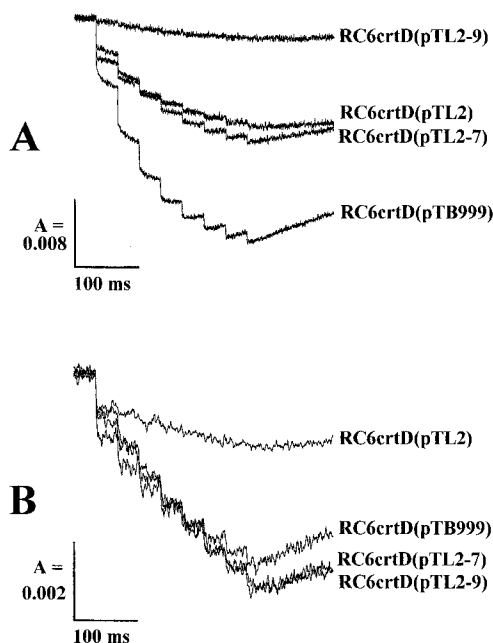 RC6crtD(pTL2-9)
A
RC6crtD(pTL2)
RC6crtD(pTL2-7)
RC6crtD(pTB999)
A =
0.008
100 ms
RC6crtD(pTL2)
B
RC6crtD(pTB999)
RC6crtD(pTL2-7)
RC6crtD(pTL2-9)
A =
0.002
100 ms